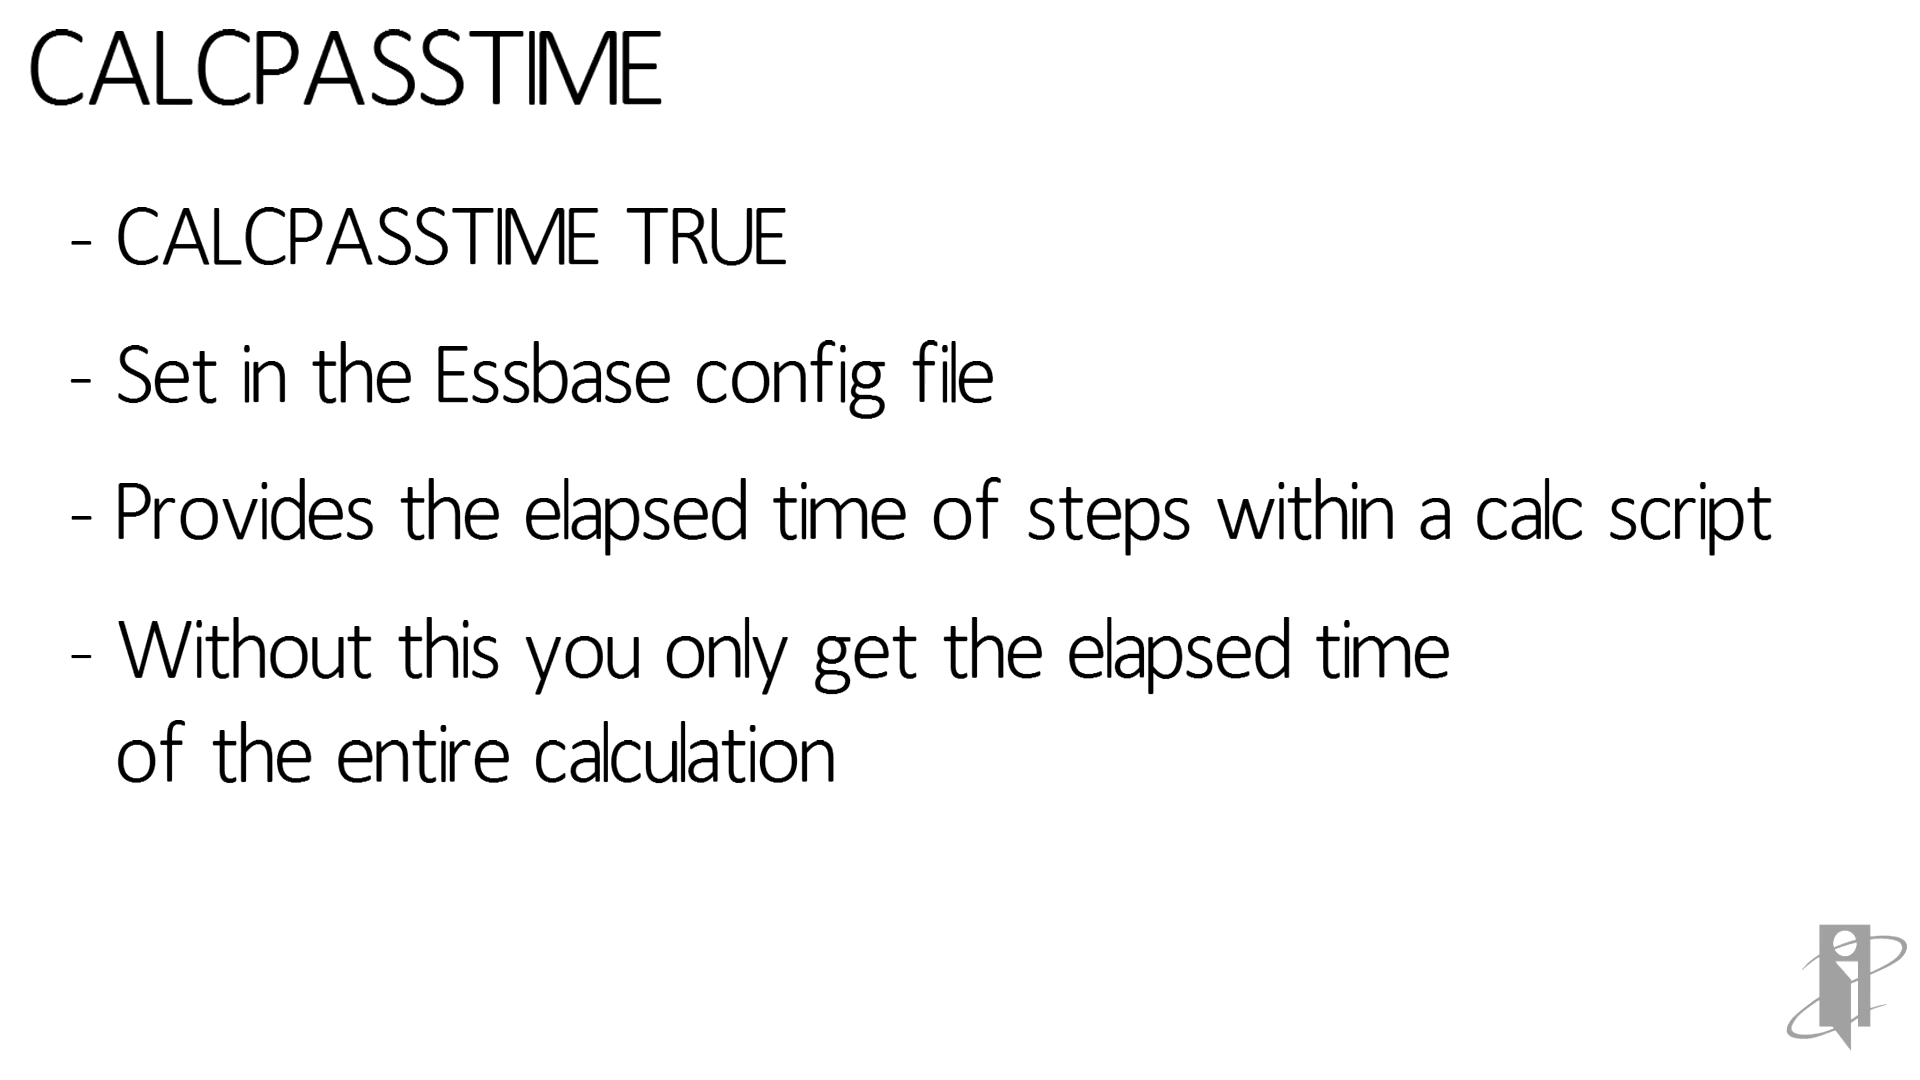 CALCPASSTIME
- CALCPASSTIME TRUE
- Set in the Essbase config file
- Provides the elapsed time of steps within a calc script
- Without this you only get the elapsed time
of the entire calculation